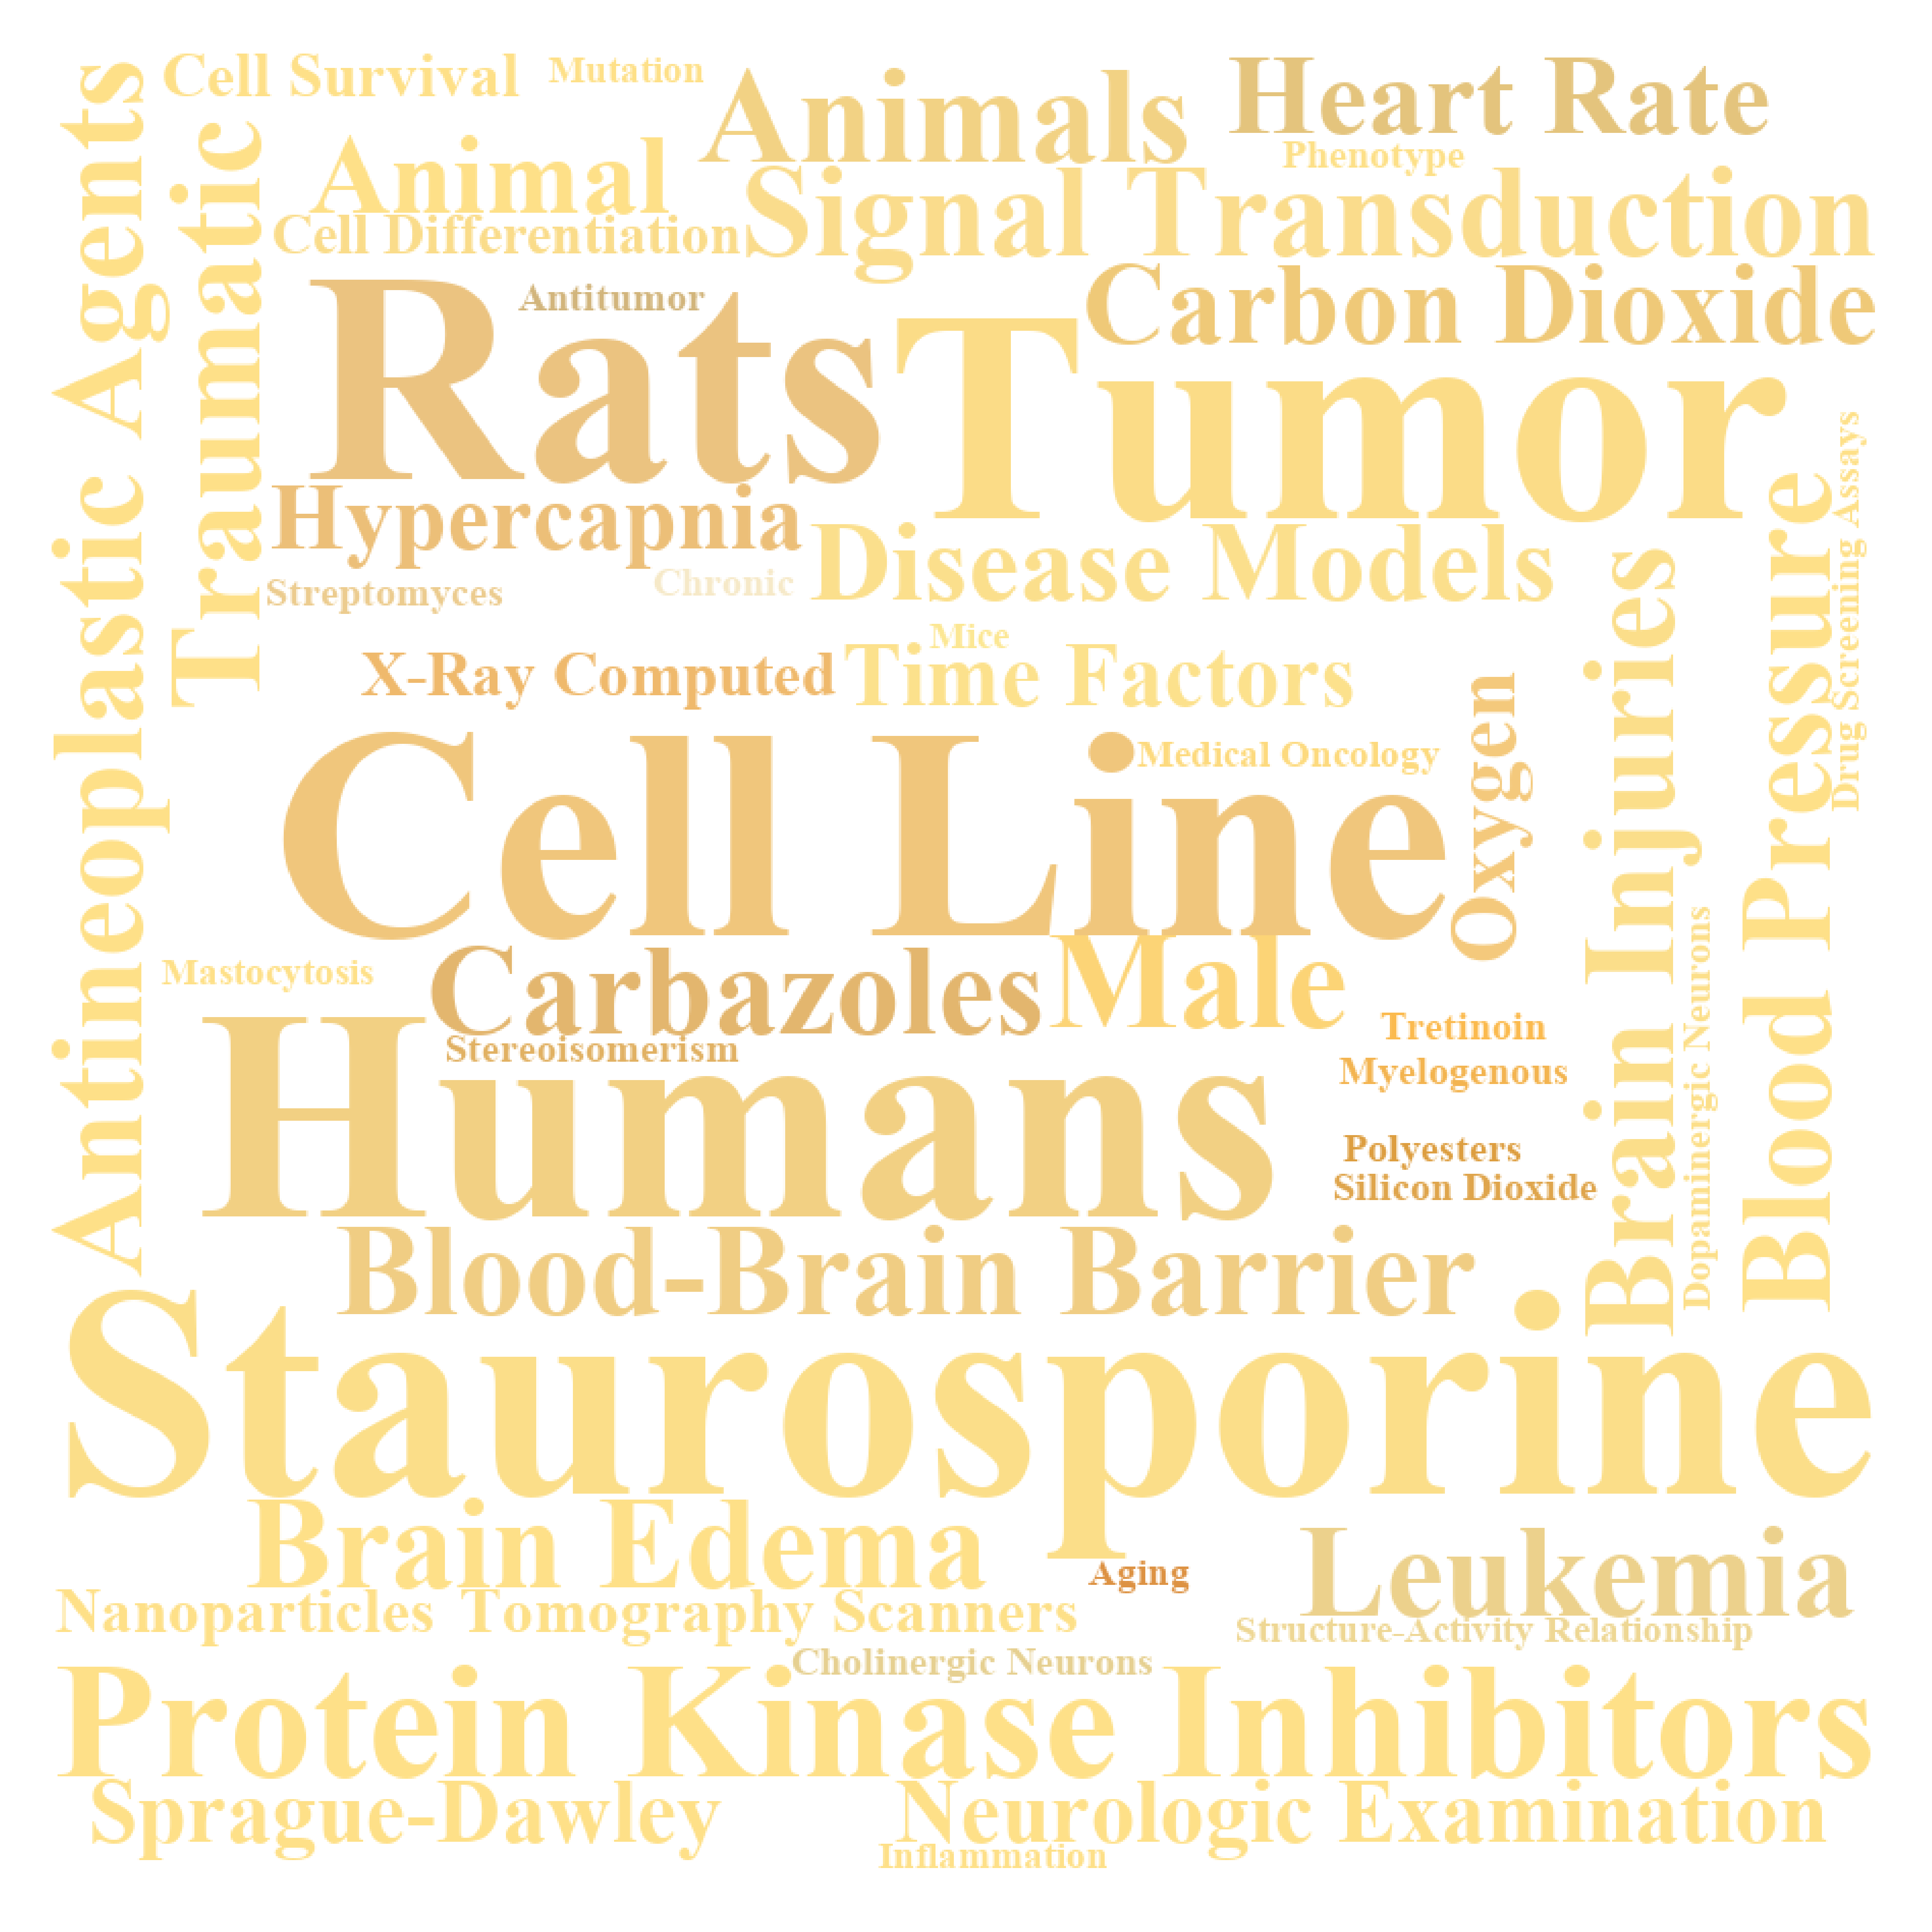 Cell Survival
Mutation
Animals
Heart Rate
Phenotype
Animal
Signal Transduction
Cell Differentiation
Antineoplastic Agents
Traumatic
Rats
Antitumor
Tumor
Carbon Dioxide
Hypercapnia
Disease Models
Streptomyces
Chronic
Mice
X-Ray Computed
Time Factors
Drug Screening Assays
Blood Pressure
Brain Injuries
Oxygen
Medical Oncology
Cell Line
Mastocytosis
Carbazoles
Male
Dopaminergic Neurons
Tretinoin
Stereoisomerism
Myelogenous
Humans
Polyesters
Silicon Dioxide
Blood-Brain Barrier
Staurosporine
Brain Edema
Aging
Leukemia
Nanoparticles
Tomography Scanners
Structure-Activity Relationship
Cholinergic Neurons
Protein Kinase Inhibitors
Sprague-Dawley
Neurologic Examination
Inflammation